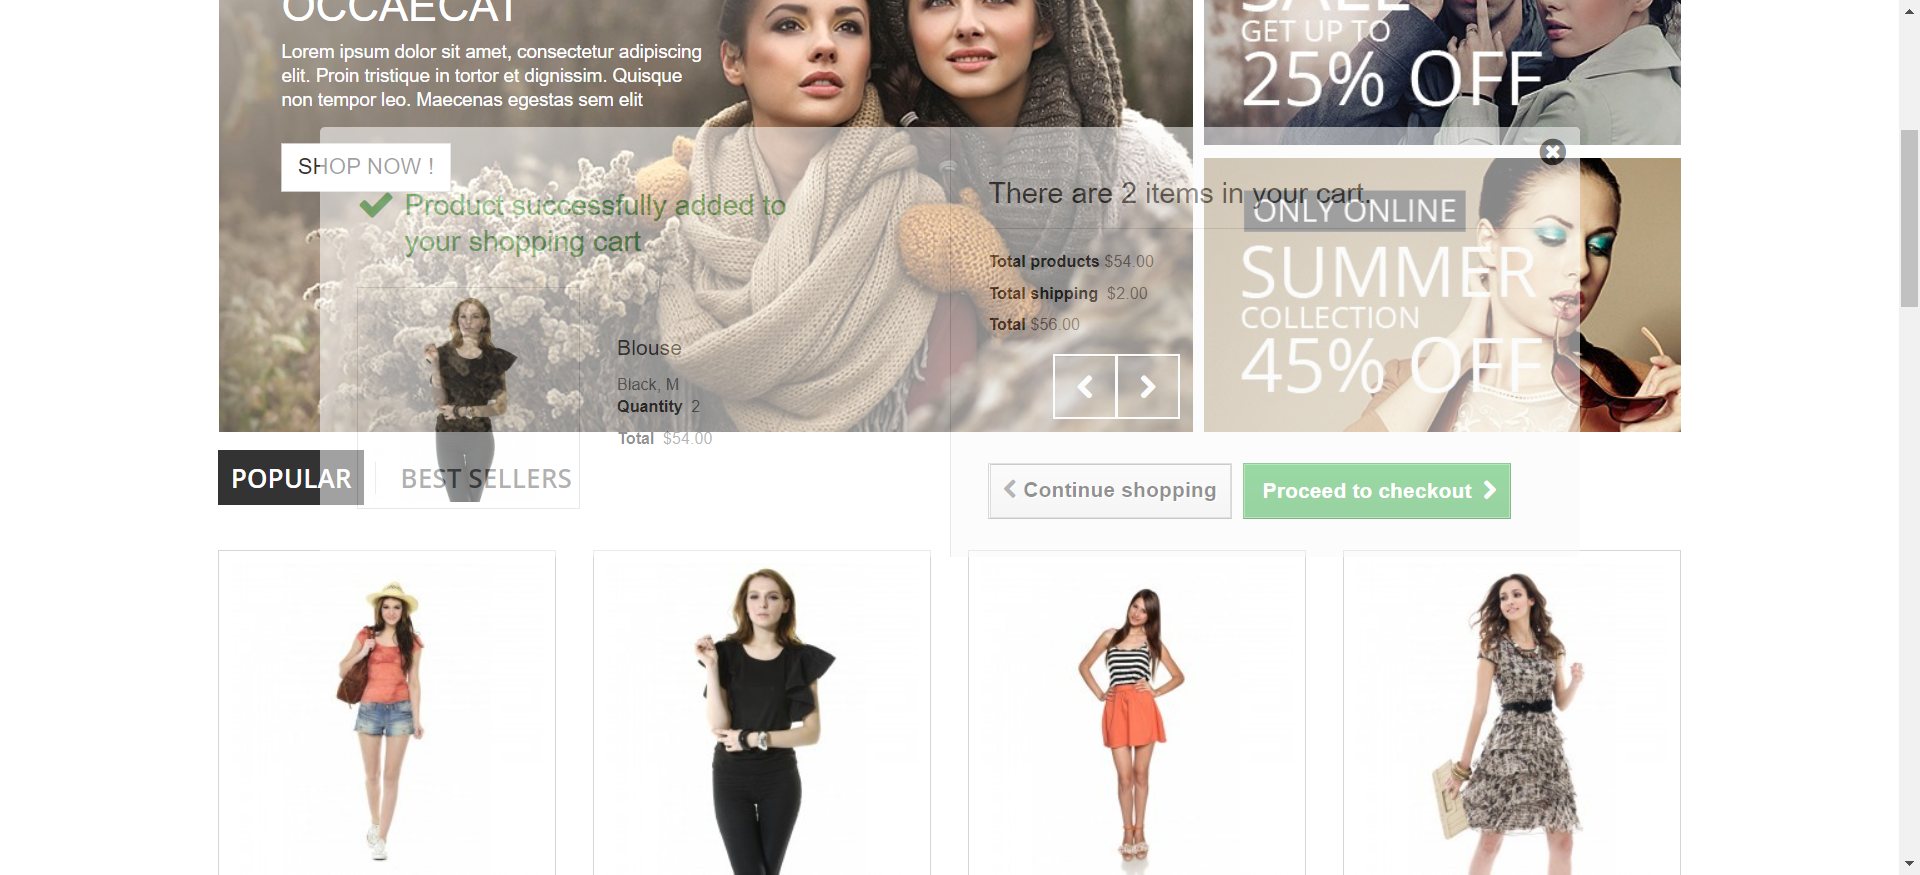 OCCAECAT
Lorem ipsum dolor sit amet, consectetur adipiscing
elit. Proin tristique in tortor et dignissim. Quisque
non tempor leo. Maecenas egestas sem elit
SHOP NOW !
SALE
GET UP TO
25% OFF
ONLY ONLINE
SUMMER
COLLECTION
45% OFF
Product successfully added to
your shopping cart
Blouse
Black, M
Quantity 2
Total $54.00
There are 2 items in your cart.
Total products $54.00
Total shipping $2.00
Total $56.00
Continue shopping
Proceed to checkout
POPULAR
BEST SELLERS